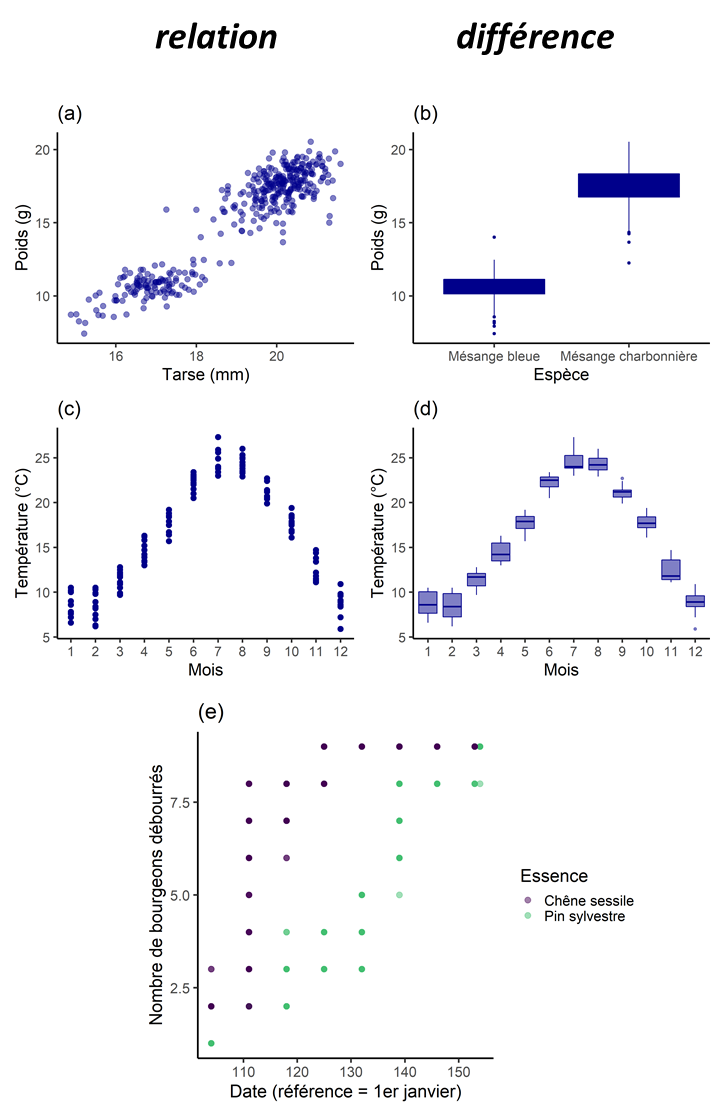 relation différence
(a) (b)
20
15
10
Poids (g)
16 18 20
Tarse (mm)
20
15
10
Poids (g)
Mésange bleue Mésange charbonnière
Espèce
(c) (d)
25
20
15
10
5
Température (°C)
1 2 3 4 5 6 7 8 9 10 11 12
Mois
25
20
15
10
5
Température (°C)
1 2 3 4 5 6 7 8 9 10 11 12
Mois
(e)
7.5
5.0
2.5
Nombre de bourgeons débourrés
110 120 130 140 150
Date (référence = 1er janvier)
Essence
Chêne sessile
Pin sylvestre